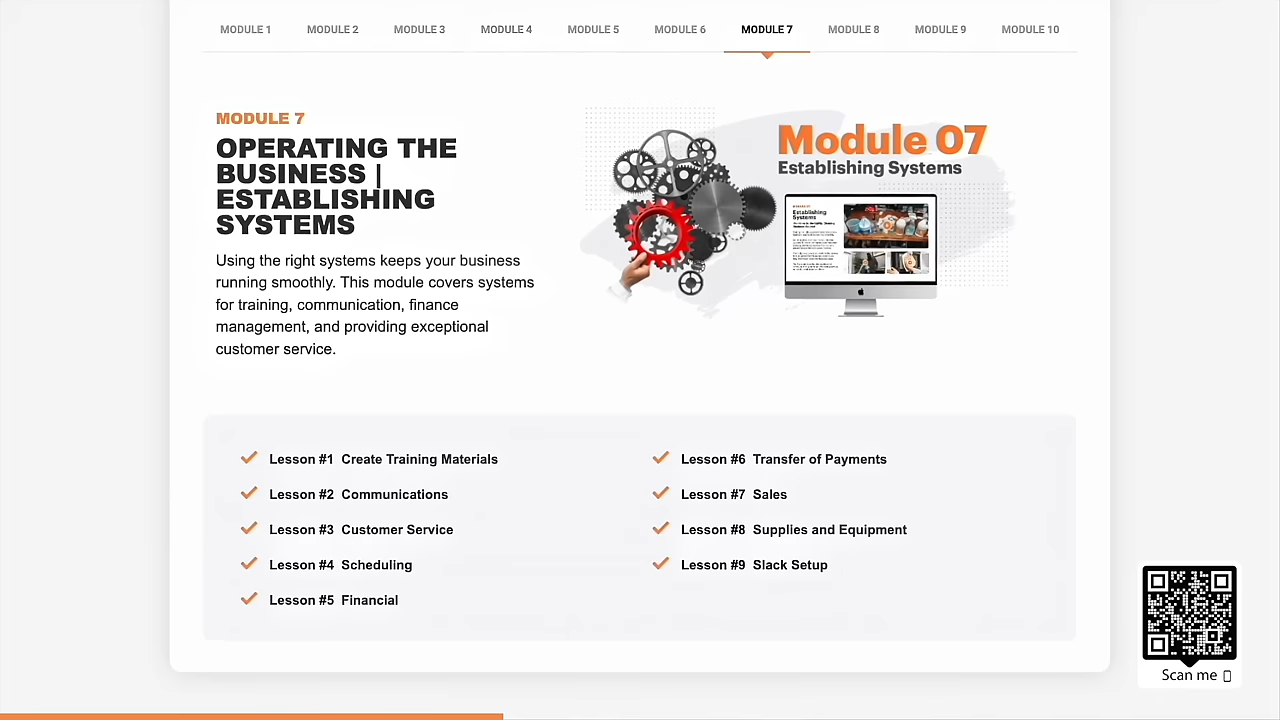 MODULE 1 MODULE 2 MODULE 3 MODULE 4 MODULE 5 MODULE 6 MODULE 7 MODULE 8 MODULE 9 MODULE 10
MODULE 7
OPERATING THE
BUSINESS |
ESTABLISHING
SYSTEMS
Using the right systems keeps your business
running smoothly. This module covers systems
for training, communication, finance
management, and providing exceptional
customer service.
Module 07
Establishing Systems
Establishing
Systems
Lesson #1 Create Training Materials
Lesson #2 Communications
Lesson #3 Customer Service
Lesson #4 Scheduling
Lesson #5 Financial
Lesson #6 Transfer of Payments
Lesson #7 Sales
Lesson #8 Supplies and Equipment
Lesson #9 Slack Setup
Scan me